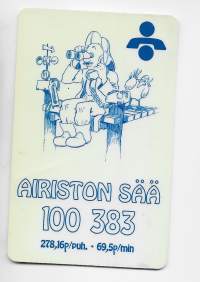 AIRISTON SÄÄ
100 383
278,16p/puh. • 69,5p/min